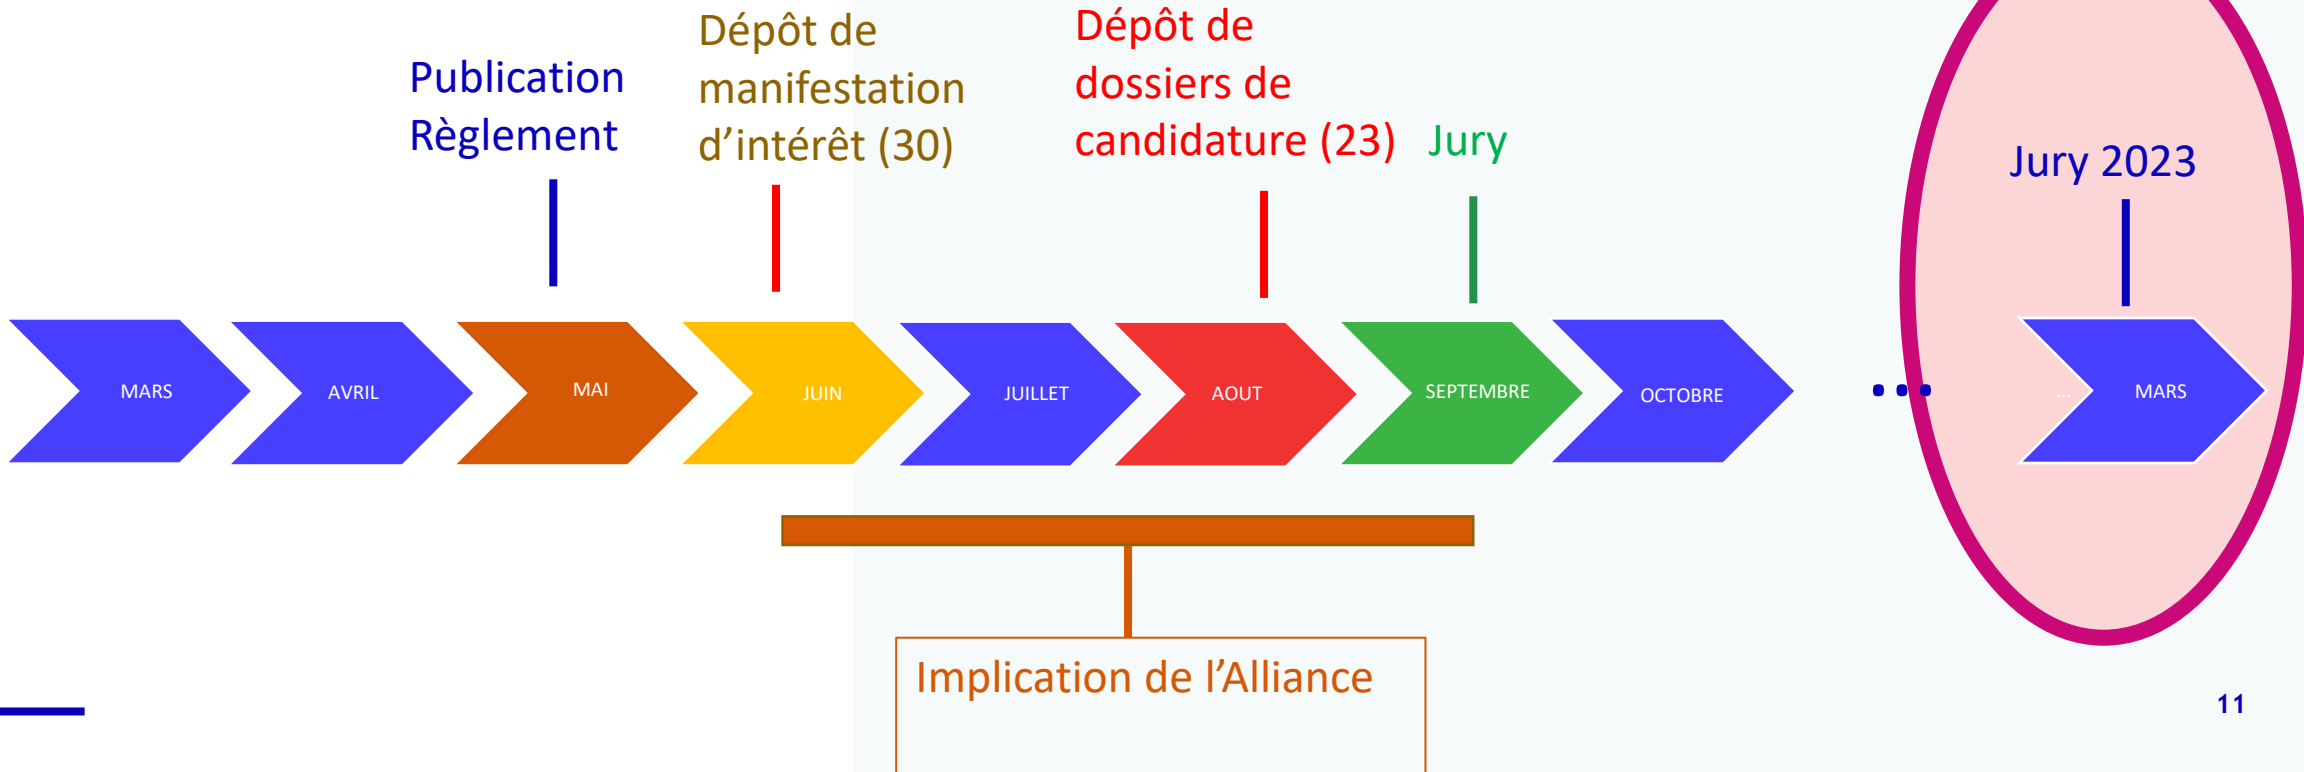 Publication
Règlement
Dépôt de
manifestation
d’intérêt (30)
Dépôt de
dossiers de
candidature (23)
Jury
Jury 2023
MARS
AVRIL
MAI
JUIN
JUILLET
AOUT
SEPTEMBRE
OCTOBRE
...
...
MARS
Implication de l’Alliance
11